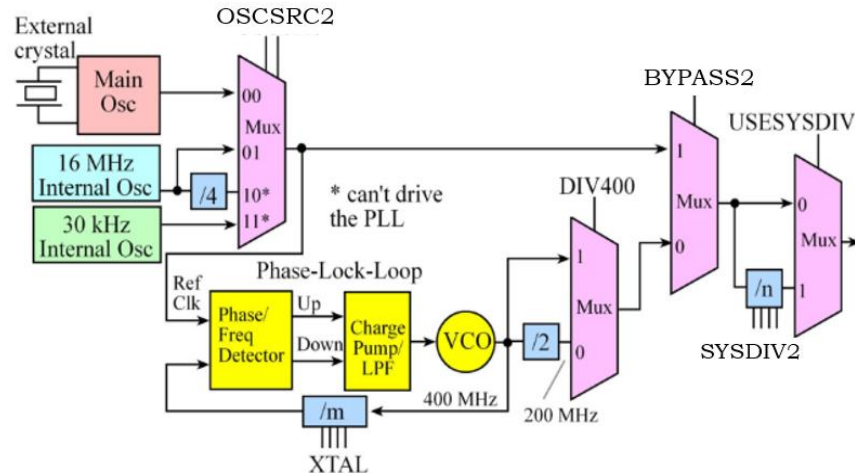 OSCSRC2
External
crystal
Main
Osc
00
Mux
01
16 MHz
Internal Osc
/4
10*
11*
30 kHz
Internal Osc
* can't drive
the PLL
BYPASS2
1
Mux
0
USESYSDIV
0
Mux
1
/n
SYSDIV2
DIV400
1
Mux
0
/2
200 MHz
Phase-Lock-Loop
Ref
Clk
Phase/
Freq
Detector
Up
Down
Charge
Pump/
LPF
VCO
400 MHz
/m
XTAL